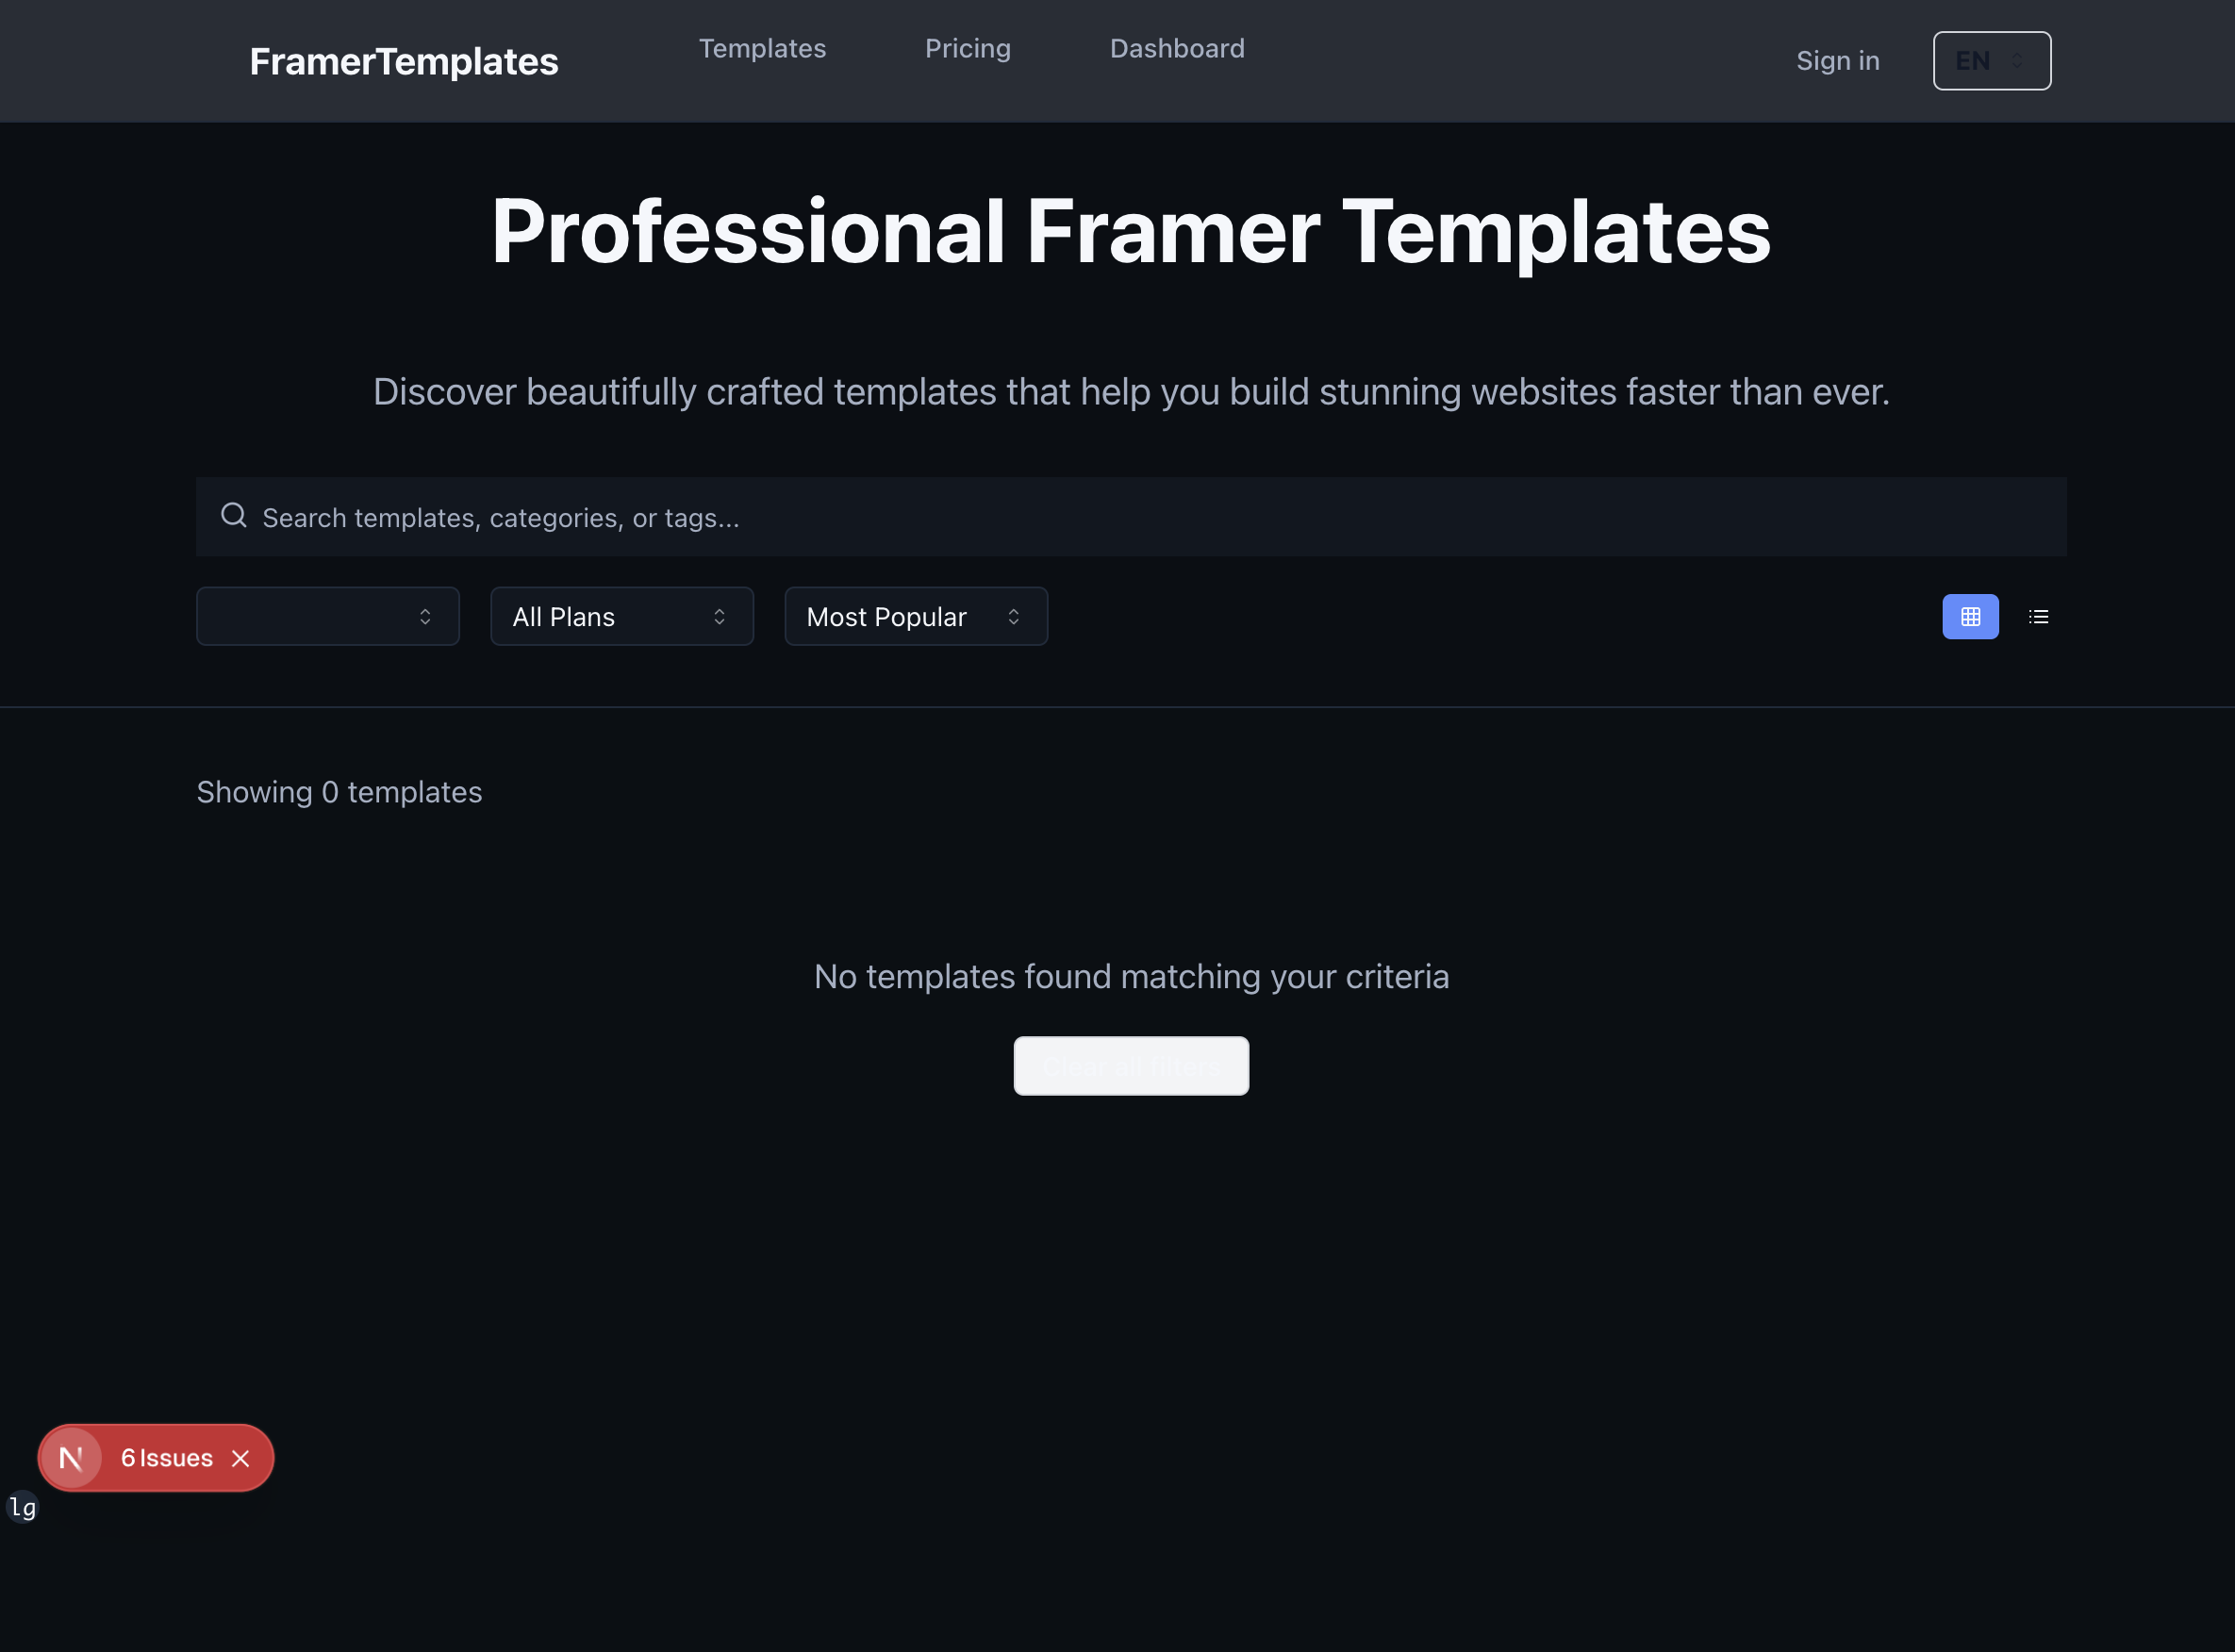 FramerTemplates
Templates
Pricing
Dashboard
Sign in
EN
Professional Framer Templates
Discover beautifully crafted templates that help you build stunning websites faster than ever.
Search templates, categories, or tags...
All Plans
Most Popular
Showing 0 templates
No templates found matching your criteria
Clear all filters
N
6 Issues
lg